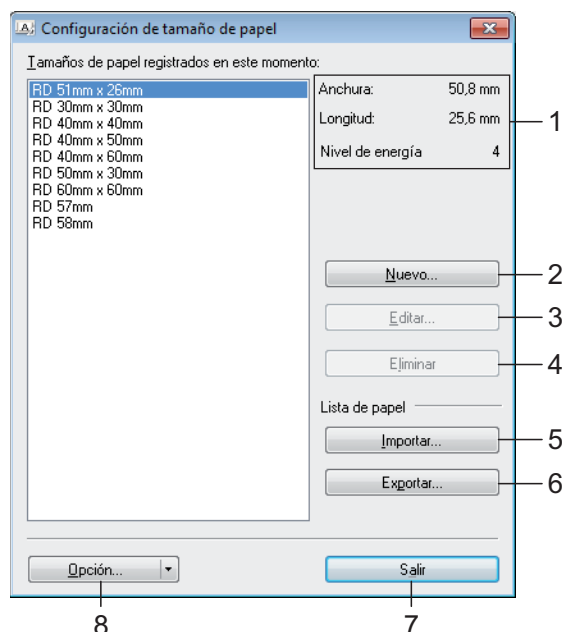 Configuración de tamaño de papel
Tamaños de papel registrados en este momento:
RD 51mm x 26mm
RD 30mm x 30mm
RD 40mm x 40mm
RD 40mm x 50mm
RD 40mm x 60mm
RD 50mm x 30mm
RD 60mm x 60mm
RD 57mm
RD 58mm
Anchura: 50,8 mm
Longitud: 25,6 mm
Nivel de energía 4
1
Nuevo... 2
Editar... 3
Eliminar 4
Lista de papel
Importar... 5
Exportar... 6
Opción... Salir
8 7